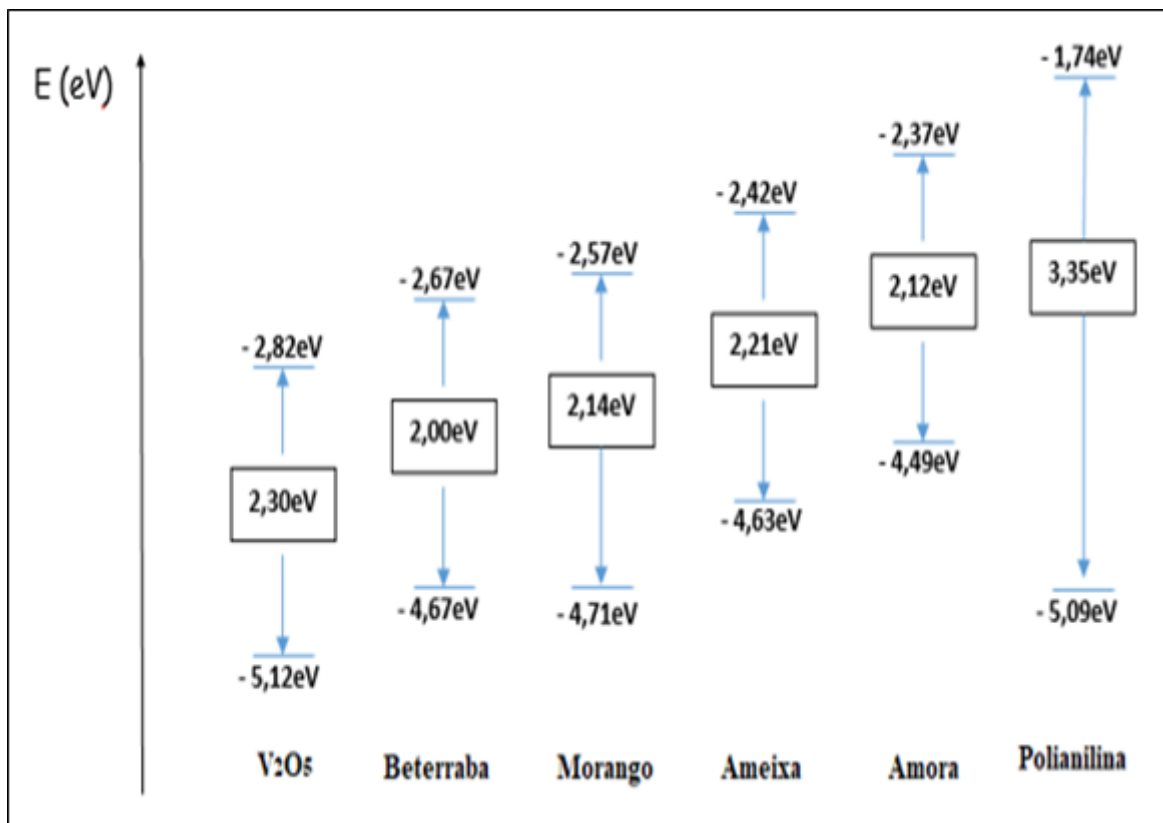 E (eV)
- 1,74eV
- 2,37eV
- 2,42eV
- 2,57eV
- 2,67eV
- 2,82eV
3,35eV
2,12eV
2,21eV
2,14eV
2,00eV
2,30eV
- 4,49eV
- 4,63eV
- 4,67eV
- 4,71eV
- 5,09eV
- 5,12eV
V2O5
Beterraba
Morango
Ameixa
Amora
Polianilina